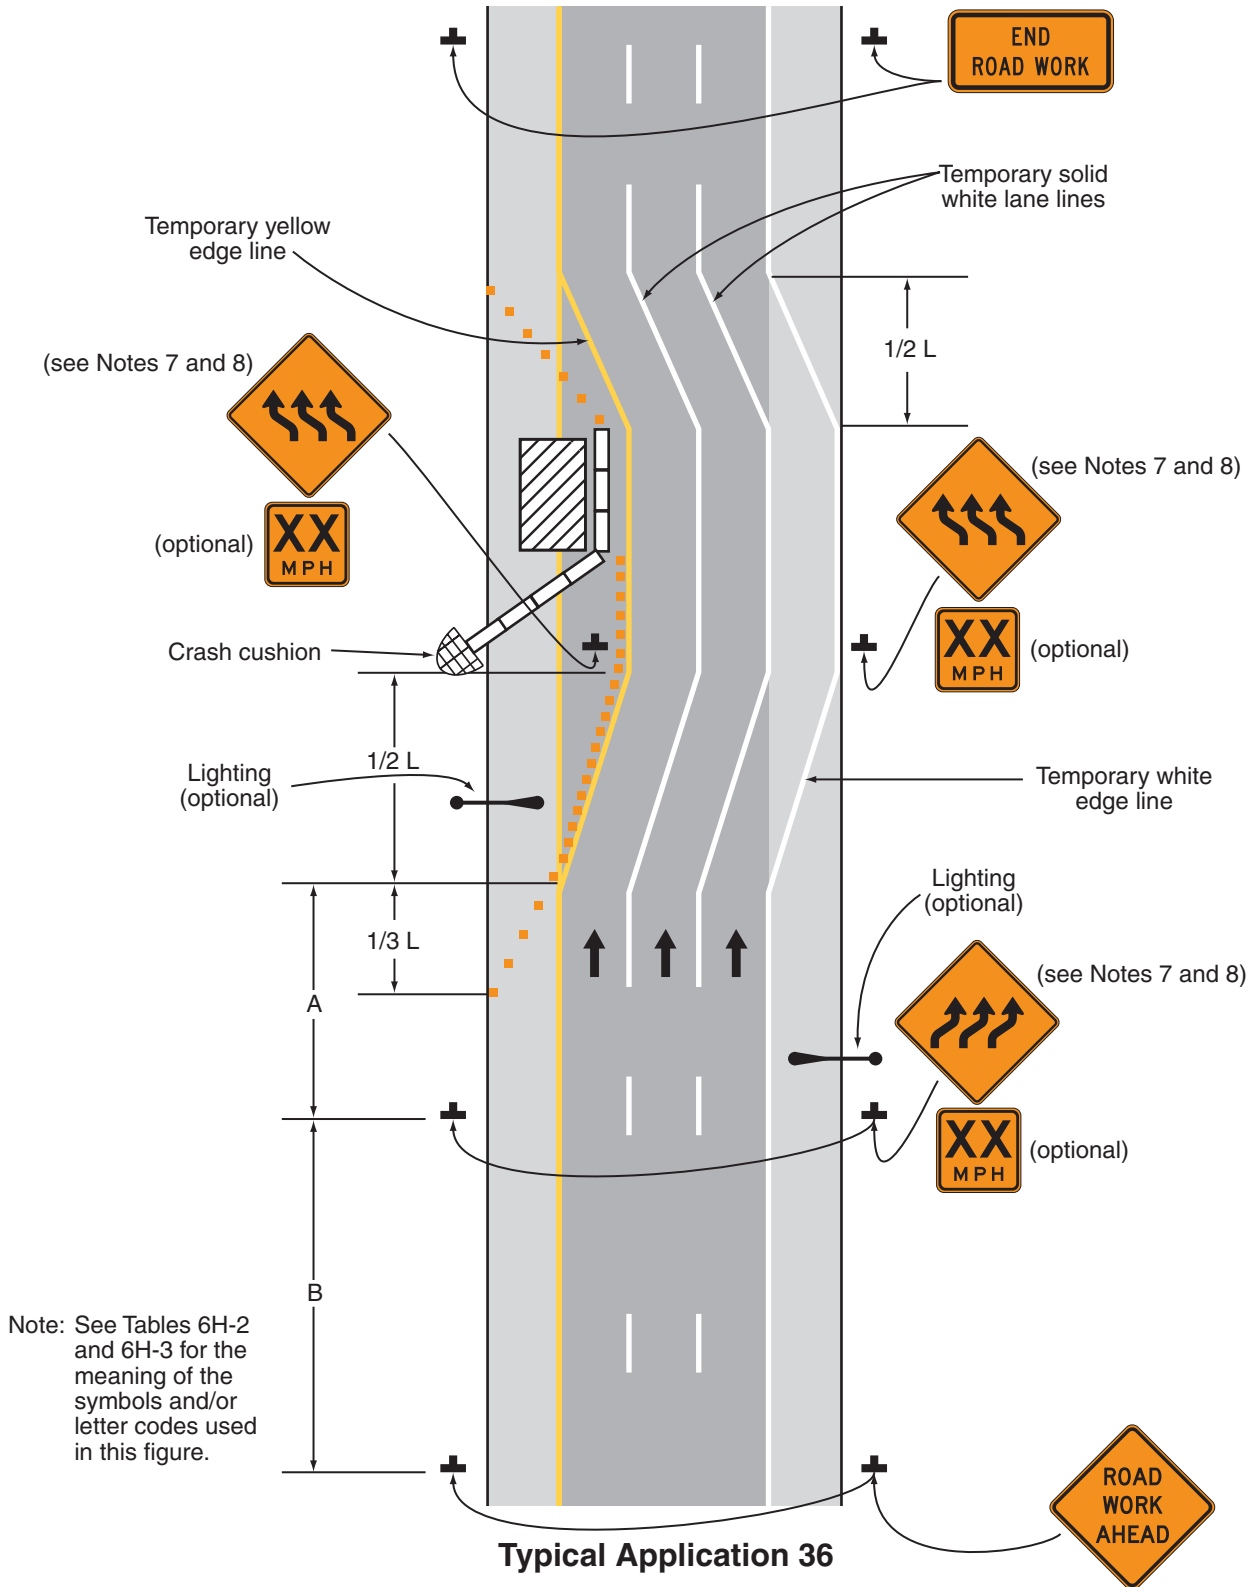 END
ROAD WORK
Temporary solid
white lane lines
Temporary yellow
edge line
(see Notes 7 and 8)
1/2 L
(see Notes 7 and 8)
XX
MPH
(optional)
XX
MPH
(optional)
Crash cushion
1/2 L
Lighting
(optional)
Temporary white
edge line
Lighting
(optional)
1/3 L
(see Notes 7 and 8)
A
XX
MPH
(optional)
B
Note: See Tables 6H-2
and 6H-3 for the
meaning of the
symbols and/or
letter codes used
in this figure.
ROAD
WORK
AHEAD
Typical Application 36